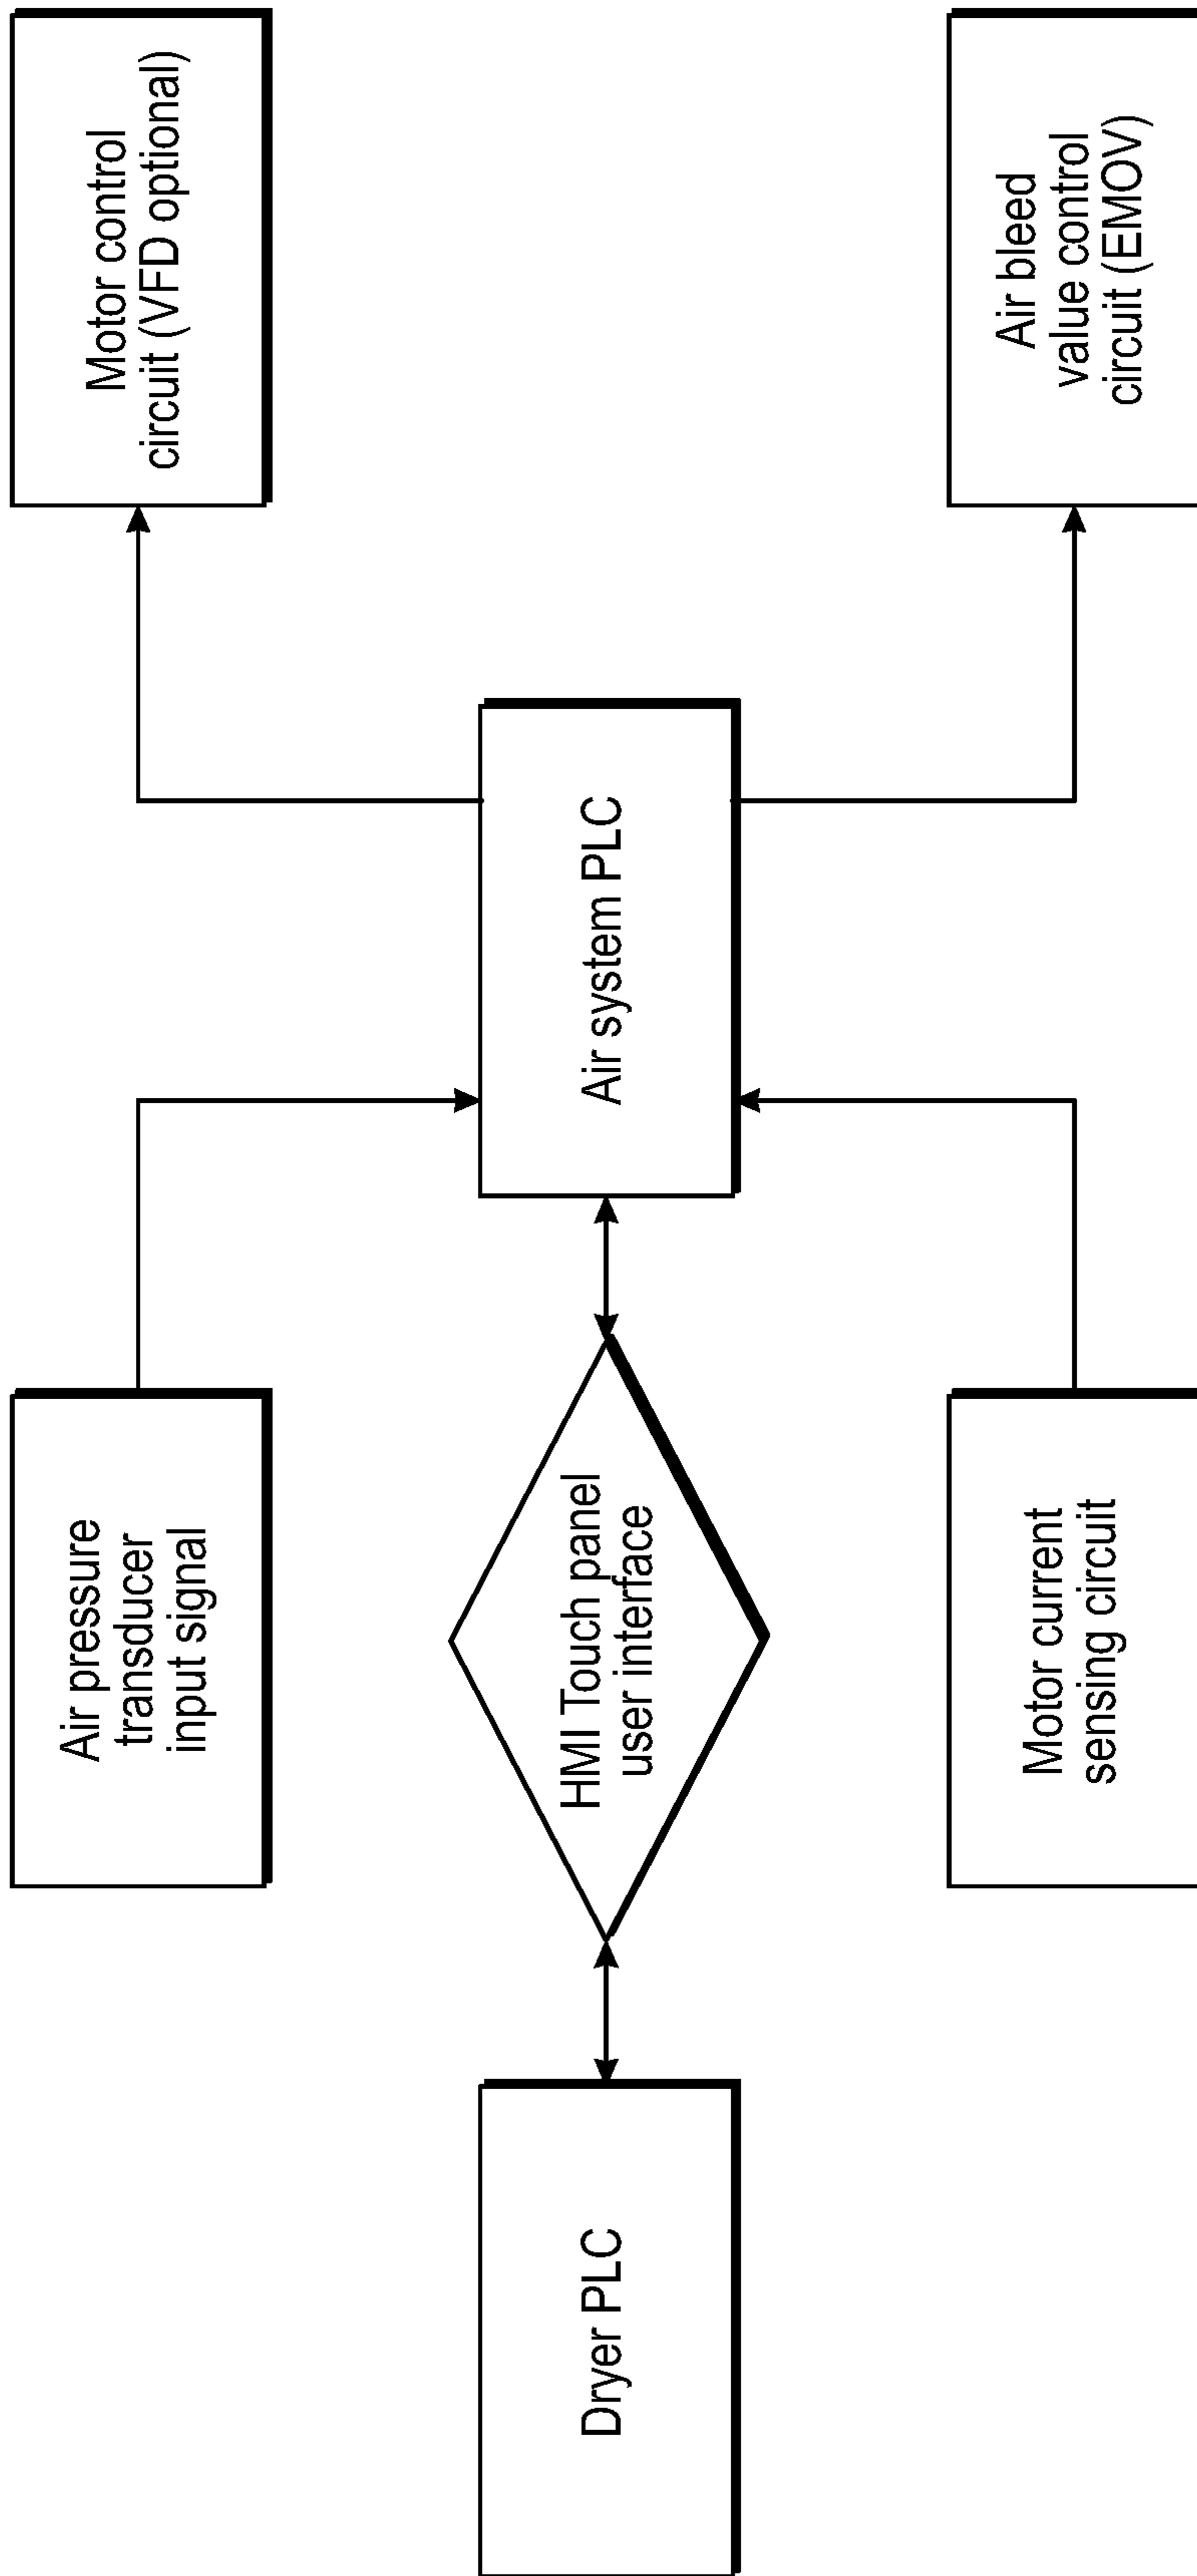 Air pressure
transducer
input signal
Motor control
circuit (VFD optional)
Dryer PLC
HMI Touch panel
user interface
Air system PLC
Motor current
sensing circuit
Air bleed
value control
circuit (EMOV)